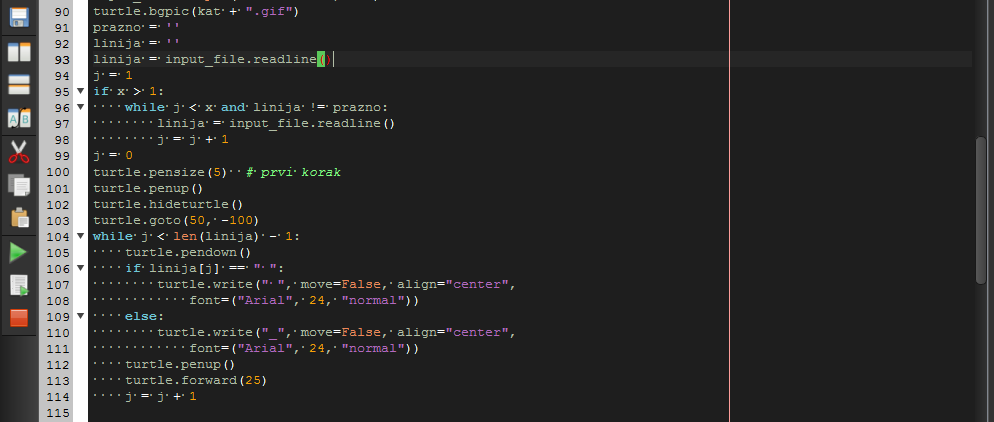 90 turtle.bgpic(kat + ".gif")
91 prazno = ''
92 linija = ''
93 linija = input_file.readline()
94 j = 1
95 if x > 1:
96     while j < x and linija != prazno:
97         linija = input_file.readline()
98         j = j + 1
99 j = 0
100 turtle.pensize(5)  # prvi korak
101 turtle.penup()
102 turtle.hideturtle()
103 turtle.goto(50, -100)
104 while j < len(linija) - 1:
105     turtle.pendown()
106     if linija[j] == " ":
107         turtle.write(" ", move=False, align="center",
108             font=("Arial", 24, "normal"))
109     else:
110         turtle.write("_", move=False, align="center",
111             font=("Arial", 24, "normal"))
112     turtle.penup()
113     turtle.forward(25)
114     j = j + 1
115